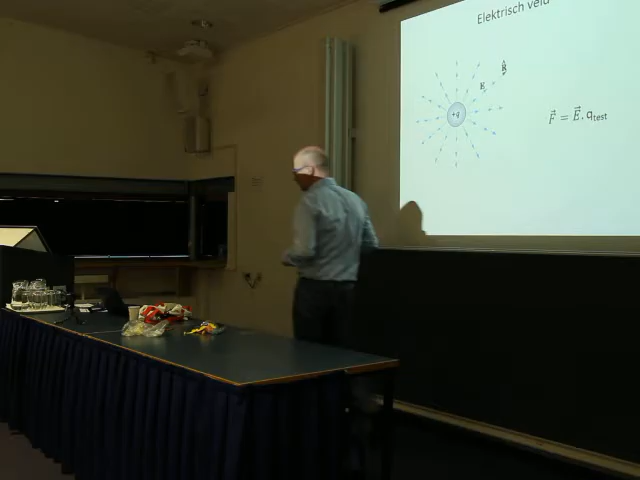 Elektrisch veld
E
+q
F = E . qtest